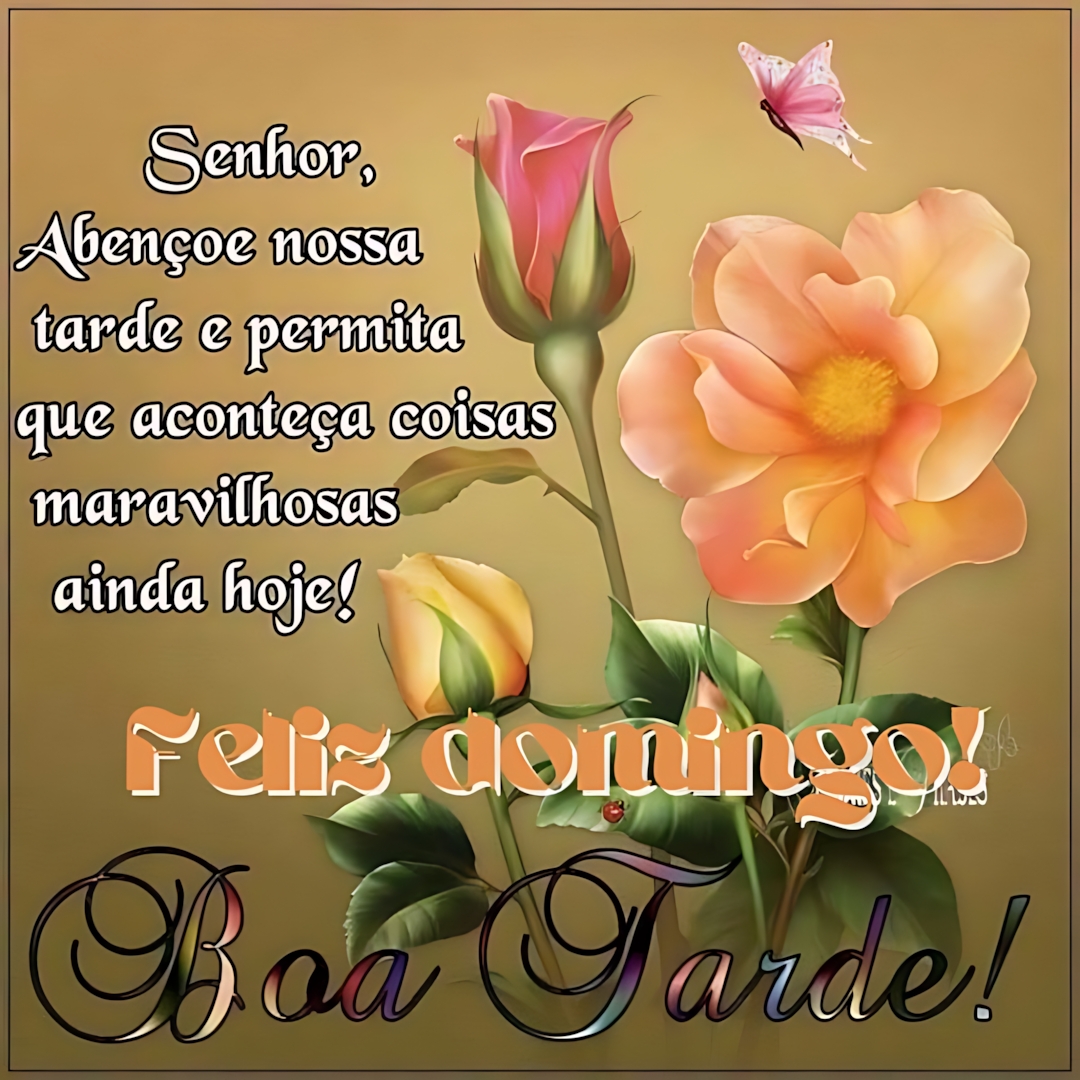 Senhor,
Abençoe nossa
tarde e permita
que aconteça coisas
maravilhosas
ainda hoje!
Feliz domingo!
Boa Tarde!